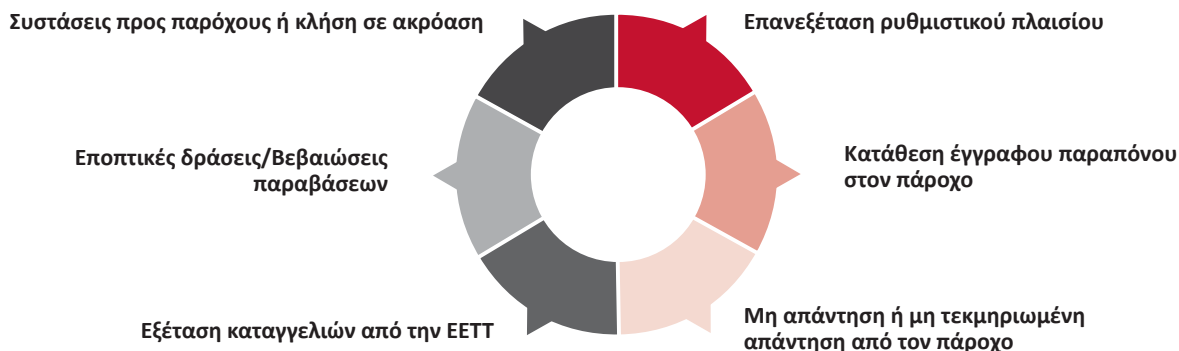 Συστάσεις προς παρόχους ή κλήση σε ακρόαση
Επανεξέταση ρυθμιστικού πλαισίου
Εποπτικές δράσεις/Βεβαιώσεις
παραβάσεων
Κατάθεση έγγραφου παραπόνου
στον πάροχο
Εξέταση καταγγελιών από την ΕΕΤΤ
Μη απάντηση ή μη τεκμηριωμένη
απάντηση από τον πάροχο